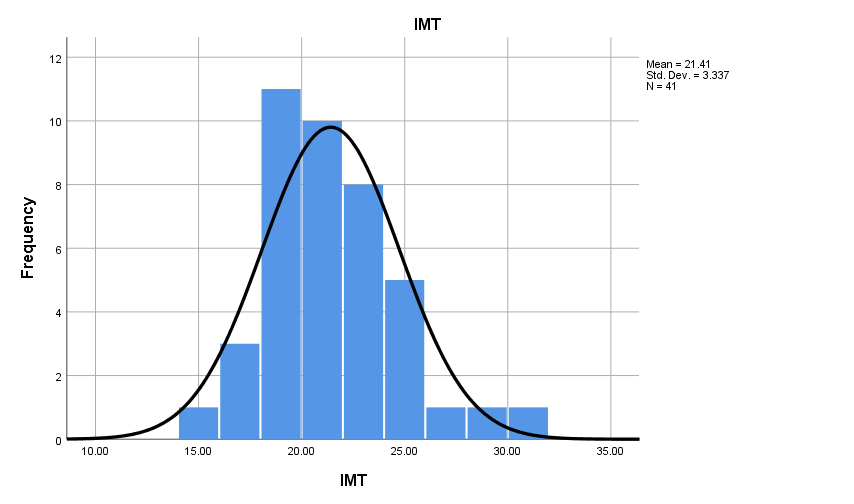 IMT
Mean = 21.41
Std. Dev. = 3.337
N = 41
12
10
8
6
4
2
0
Frequency
10.00 15.00 20.00 25.00 30.00 35.00
IMT